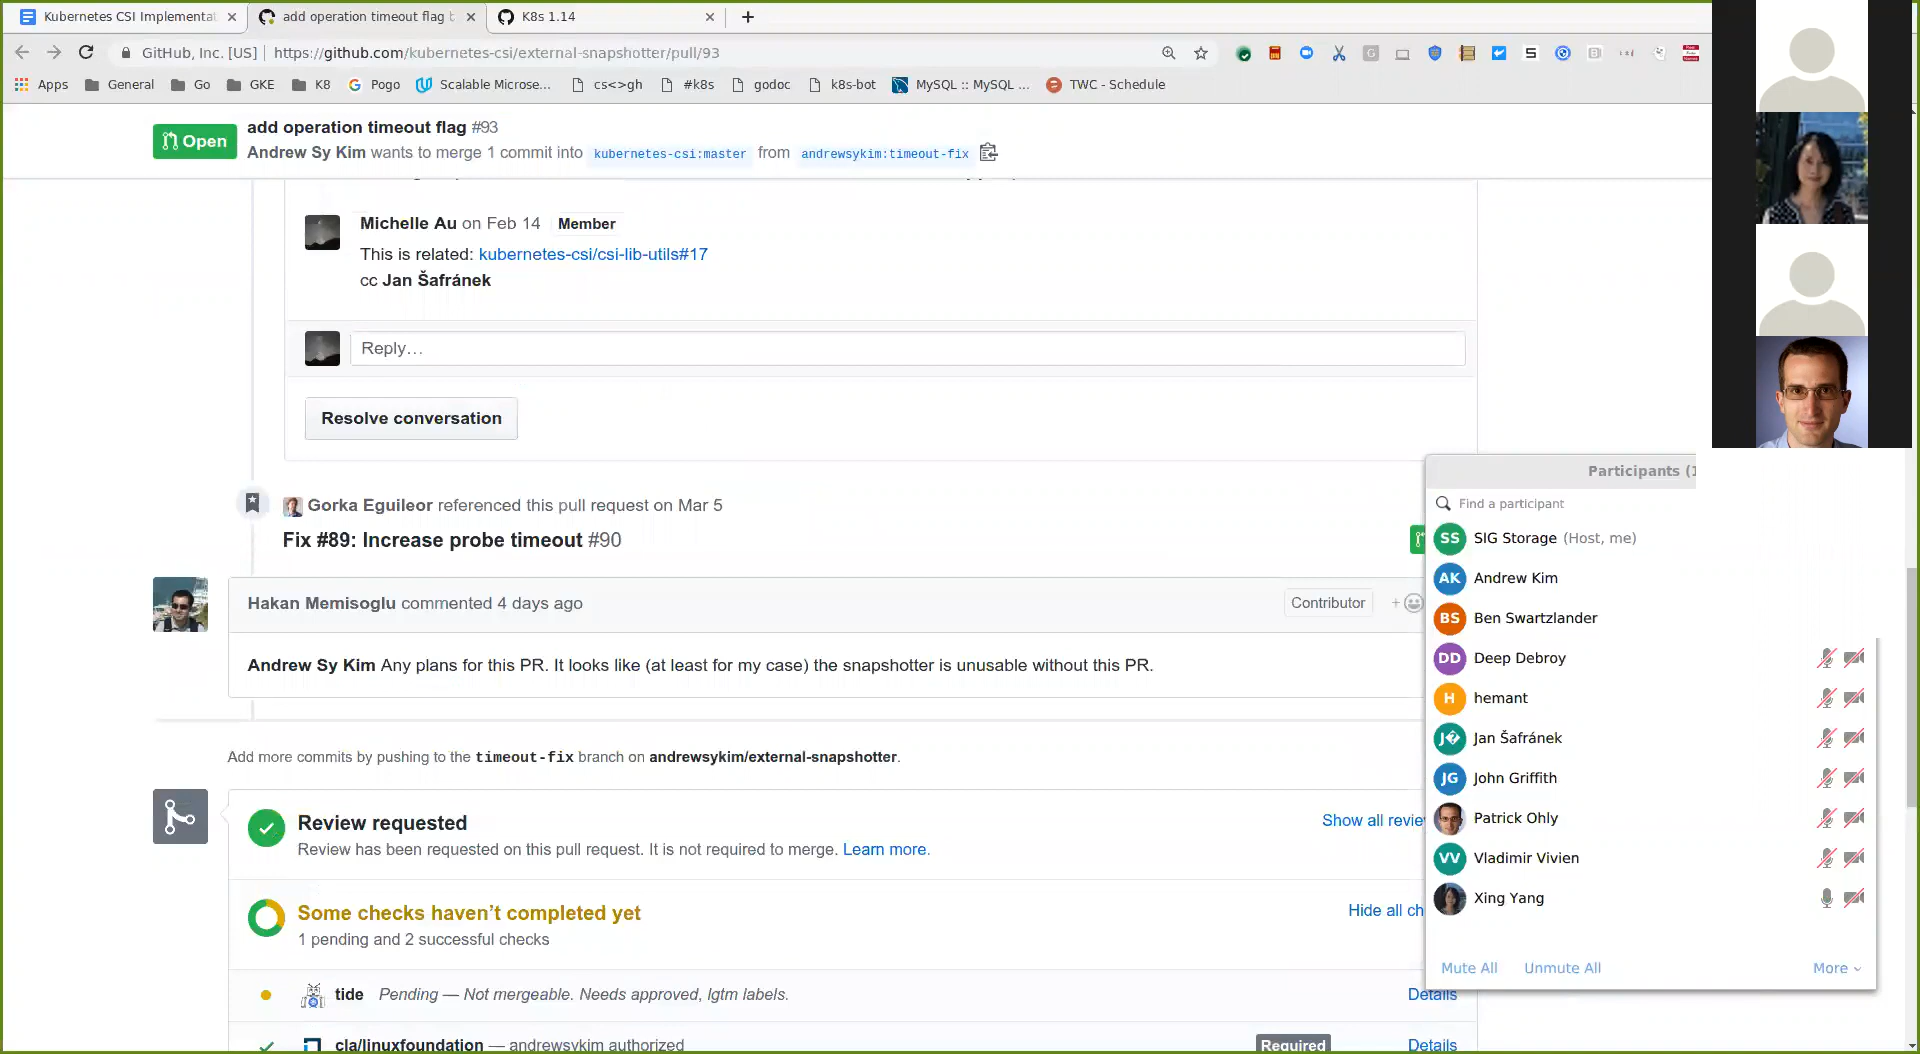 Kubernetes CSI Implementa
add operation timeout flag
K8s 1.14
GitHub, Inc. [US]
https://github.com/kubernetes-csi/external-snapshotter/pull/93
Apps
General
Go
GKE
K8
Pogo
Scalable Microse...
cs<>gh
#k8s
godoc
k8s-bot
MySQL :: MySQL ...
TWC - Schedule
Open
add operation timeout flag #93
Andrew Sy Kim wants to merge 1 commit into kubernetes-csi:master from andrewsykim:timeout-fix
Michelle Au on Feb 14 Member
This is related: kubernetes-csi/csi-lib-utils#17
cc Jan Šafránek
Reply…
Resolve conversation
Gorka Eguileor referenced this pull request on Mar 5
Fix #89: Increase probe timeout #90
Hakan Memisoglu commented 4 days ago
Contributor
Andrew Sy Kim Any plans for this PR. It looks like (at least for my case) the snapshotter is unusable without this PR.
Add more commits by pushing to the timeout-fix branch on andrewsykim/external-snapshotter.
Review requested
Show all revie
Review has been requested on this pull request. It is not required to merge. Learn more.
Some checks haven’t completed yet
Hide all ch
1 pending and 2 successful checks
tide Pending — Not mergeable. Needs approved, lgtm labels.
Details
cla/linuxfoundation — andrewsykim authorized
Required
Details
Participants (1
Find a participant
SS SIG Storage (Host, me)
AK Andrew Kim
BS Ben Swartzlander
DD Deep Debroy
H hemant
J� Jan Šafránek
JG John Griffith
Patrick Ohly
VV Vladimir Vivien
Xing Yang
Mute All
Unmute All
More